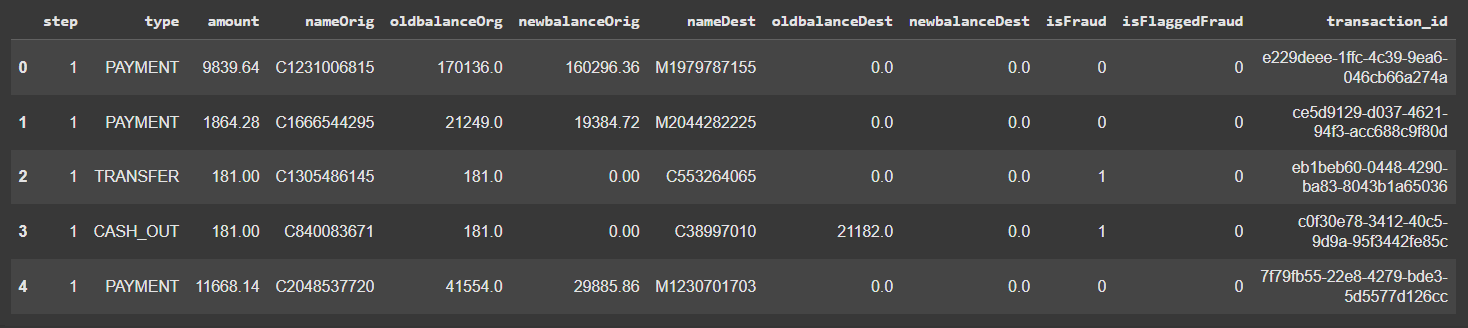 step type amount nameOrig oldbalanceOrg newbalanceOrig nameDest oldbalanceDest newbalanceDest isFraud isFlaggedFraud transaction_id
0 1 PAYMENT 9839.64 C1231006815 170136.0 160296.36 M1979787155 0.0 0.0 0 0 e229deee-1ffc-4c39-9ea6-
046cb66a274a
1 1 PAYMENT 1864.28 C1666544295 21249.0 19384.72 M2044282225 0.0 0.0 0 0 ce5d9129-d037-4621-
94f3-acc688c9f80d
2 1 TRANSFER 181.00 C1305486145 181.0 0.00 C553264065 0.0 0.0 1 0 eb1beb60-0448-4290-
ba83-8043b1a65036
3 1 CASH_OUT 181.00 C840083671 181.0 0.00 C38997010 21182.0 0.0 1 0 c0f30e78-3412-40c5-
9d9a-95f3442fe85c
4 1 PAYMENT 11668.14 C2048537720 41554.0 29885.86 M1230701703 0.0 0.0 0 0 7f79fb55-22e8-4279-bde3-
5d5577d126cc